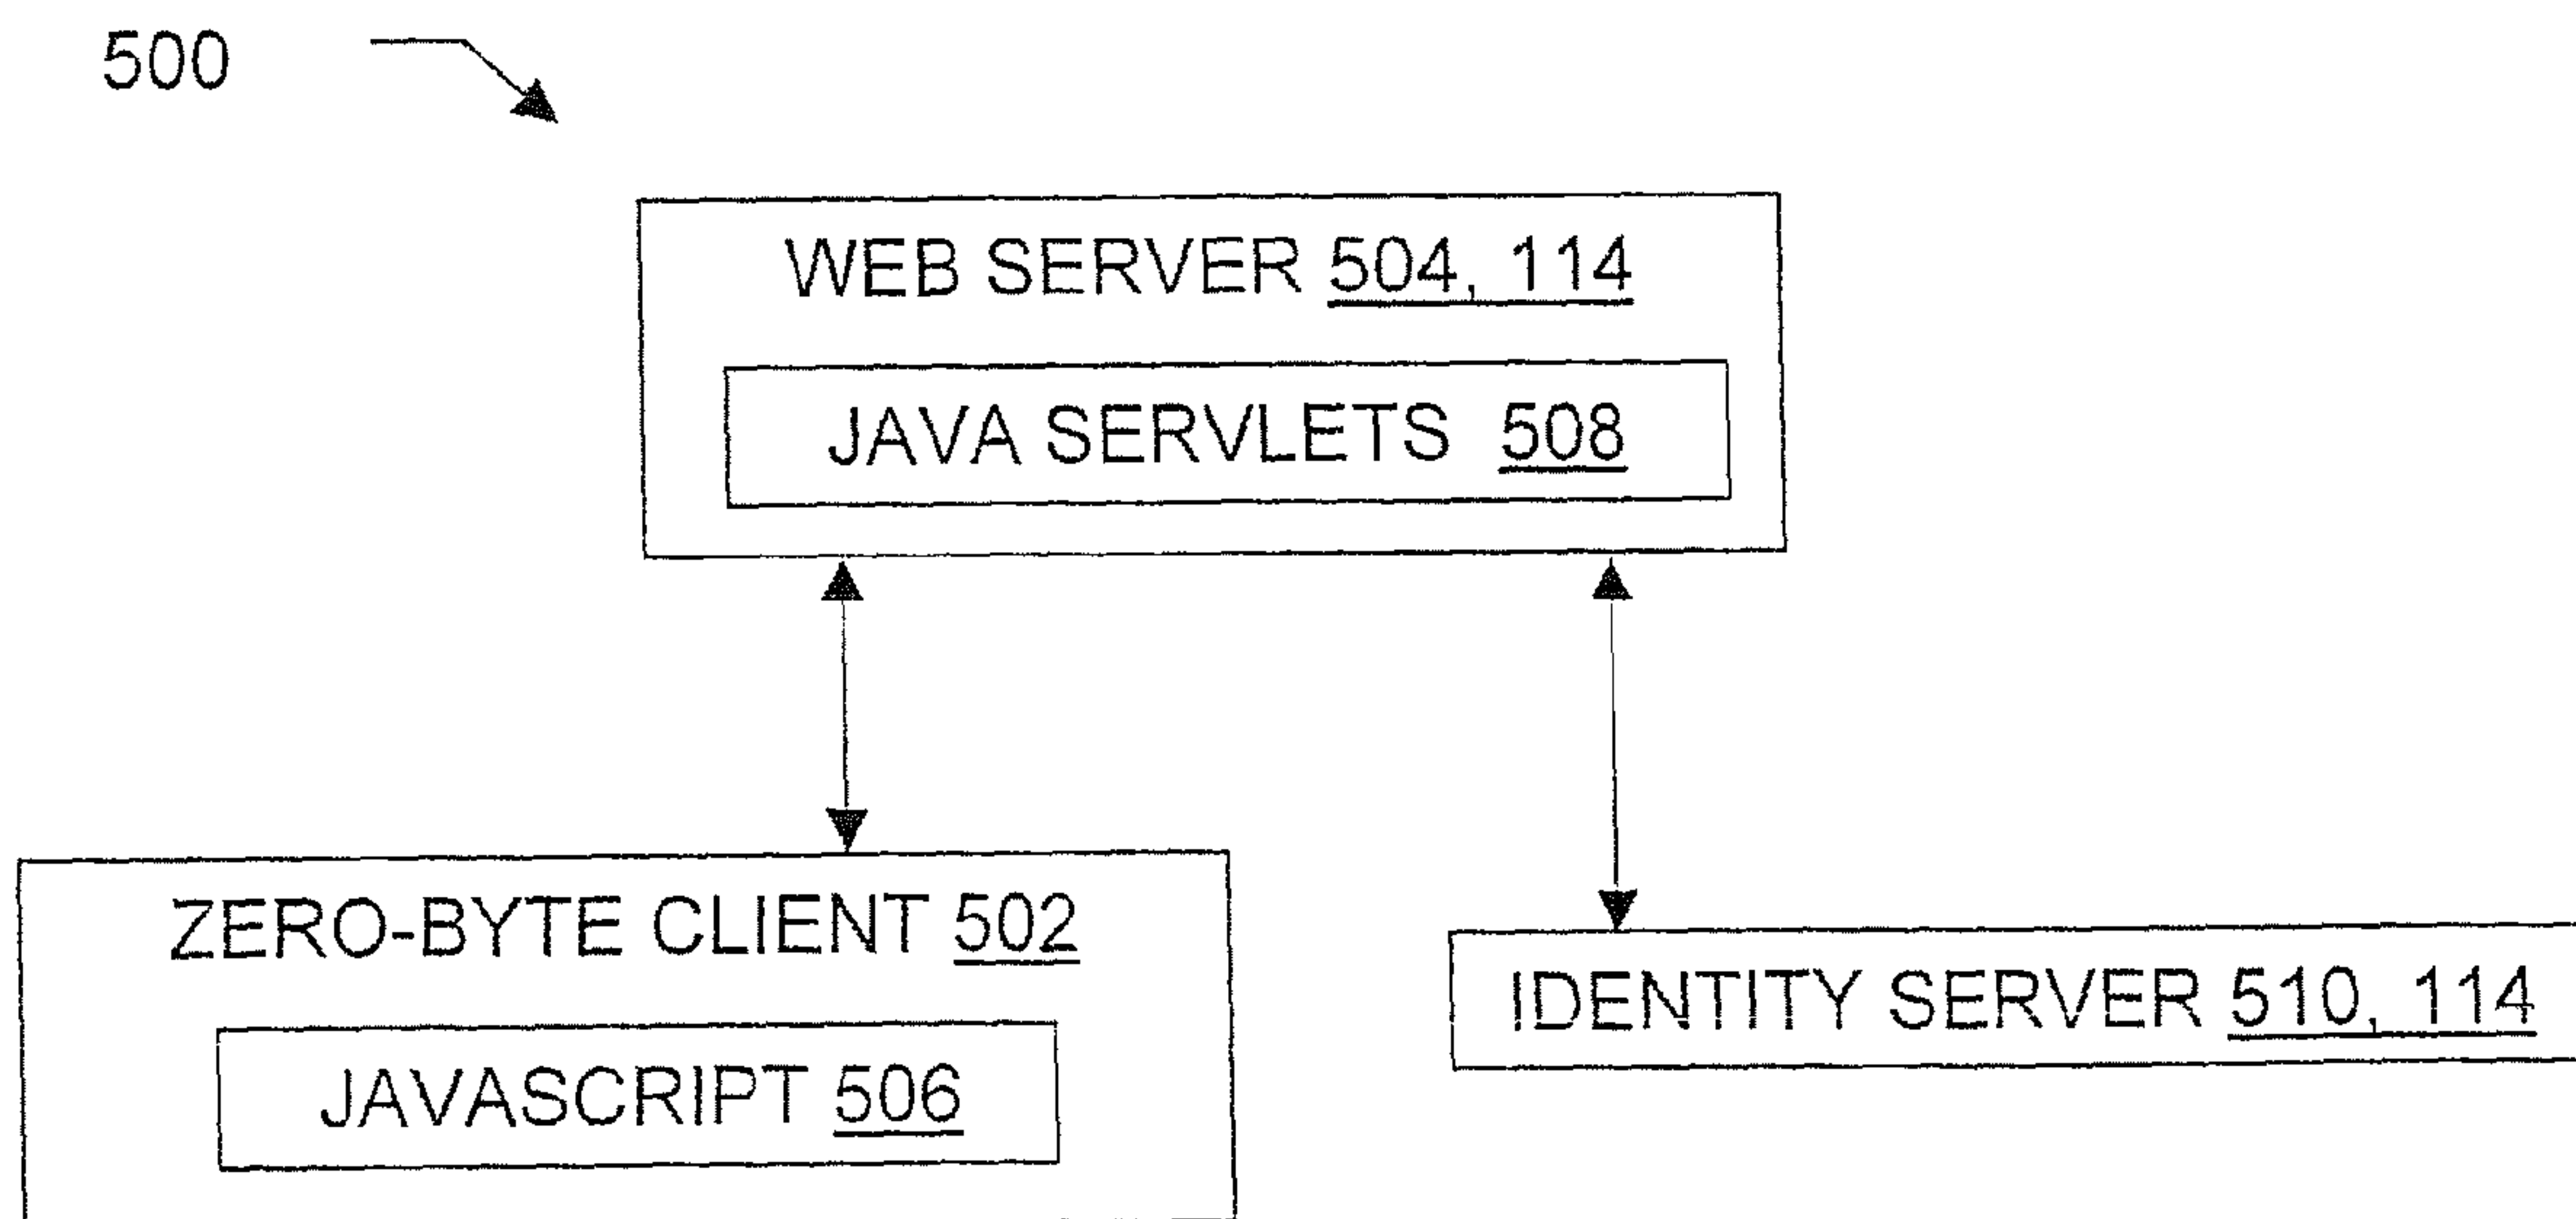 500
WEB SERVER 504, 114
JAVA SERVLETS 508
ZERO-BYTE CLIENT 502
JAVASCRIPT 506
IDENTITY SERVER 510, 114